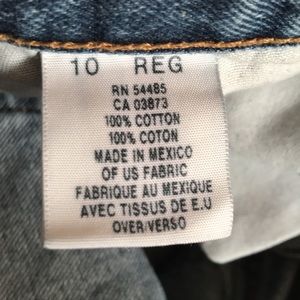 10 REG
RN 54485
CA 03873
100% COTTON
100% COTON
MADE IN MEXICO
OF US FABRIC
FABRIQUE AU MEXIQUE
AVEC TISSUS DE E.U
OVER/VERSO